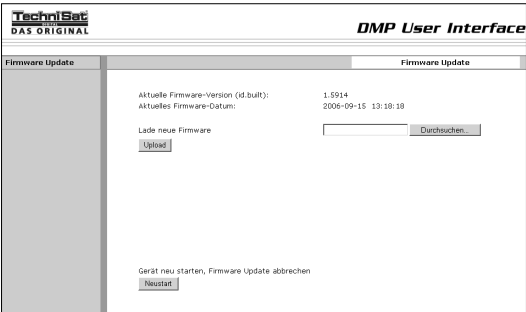 TechniSat
DIGITAL
DAS ORIGINAL
DMP User Interface
Firmware Update
Firmware Update
Aktuelle Firmware-Version (id.built): 1.5914
Aktuelles Firmware-Datum: 2006-09-15 13:18:18
Lade neue Firmware Durchsuchen...
Upload
Gerät neu starten, Firmware Update abbrechen
Neustart